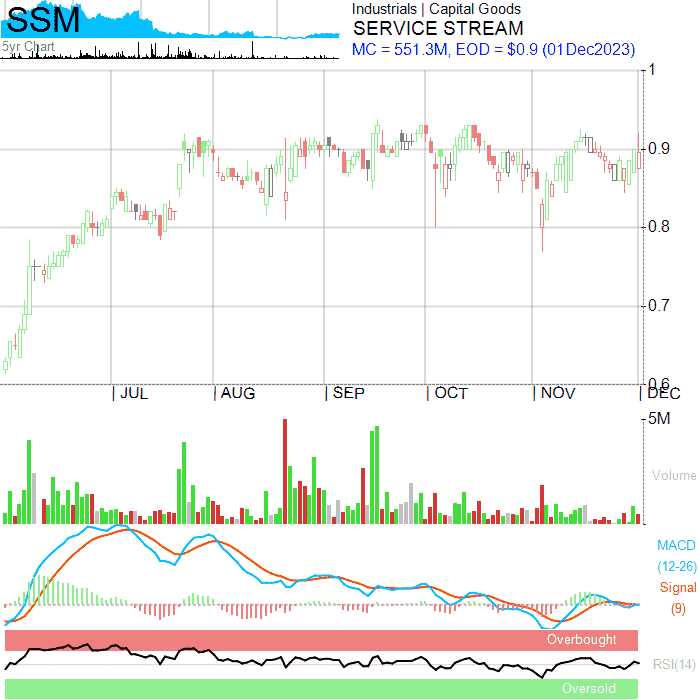 SSM
5yr Chart
Industrials | Capital Goods
SERVICE STREAM
MC = 551.3M, EOD = $0.9 (01Dec2023)
1
0.9
0.8
0.7
0.6
JUL AUG SEP OCT NOV DEC
5M
Volume
MACD
(12-26)
Signal
(9)
Overbought
RSI(14)
Oversold